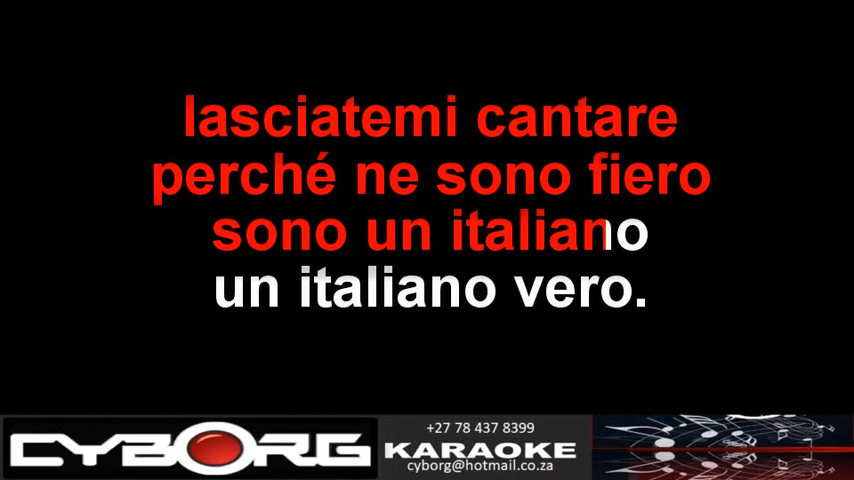 lasciatemi cantare
perché ne sono fiero
sono un italiano
un italiano vero.
CYBORG
+27 78 437 8399
KARAOKE
cyborg@hotmail.co.za